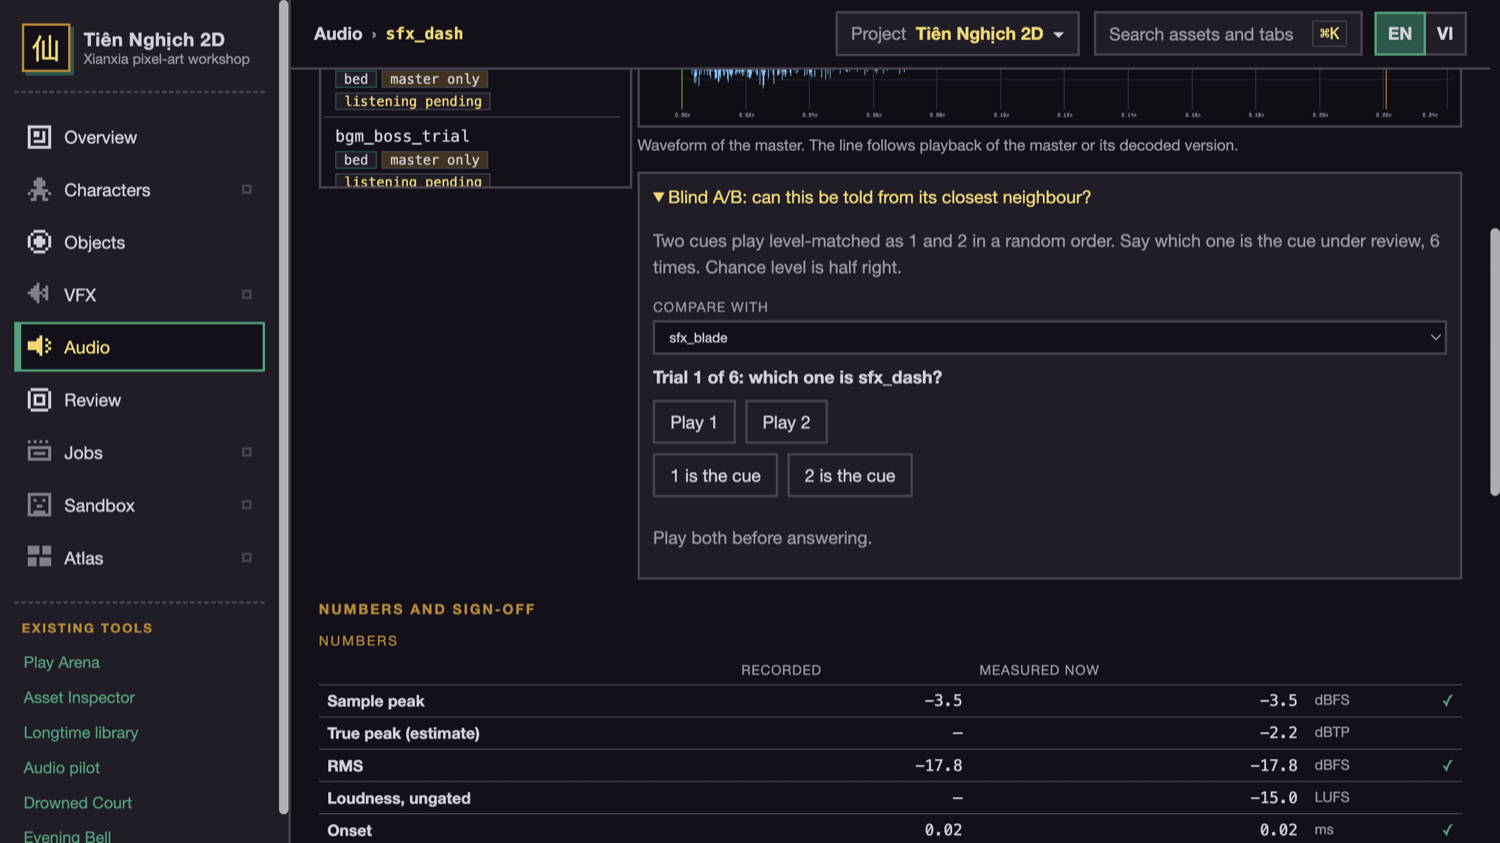 仙
Tiên Nghịch 2D
Xianxia pixel-art workshop
Overview
Characters
Objects
VFX
Audio
Review
Jobs
Sandbox
Atlas
EXISTING TOOLS
Play Arena
Asset Inspector
Longtime library
Audio pilot
Drowned Court
Evening Bell
Audio › sfx_dash
Project Tiên Nghịch 2D
Search assets and tabs ⌘K
EN VI
bed master only
listening pending
bgm_boss_trial
bed master only
listening pending
Waveform of the master. The line follows playback of the master or its decoded version.
▼Blind A/B: can this be told from its closest neighbour?
Two cues play level-matched as 1 and 2 in a random order. Say which one is the cue under review, 6
times. Chance level is half right.
COMPARE WITH
sfx_blade
Trial 1 of 6: which one is sfx_dash?
Play 1 Play 2
1 is the cue 2 is the cue
Play both before answering.
NUMBERS AND SIGN-OFF
NUMBERS
RECORDED MEASURED NOW
Sample peak −3.5 −3.5 dBFS ✓
True peak (estimate) – −2.2 dBTP
RMS −17.8 −17.8 dBFS ✓
Loudness, ungated – −15.0 LUFS
Onset 0.02 0.02 ms ✓